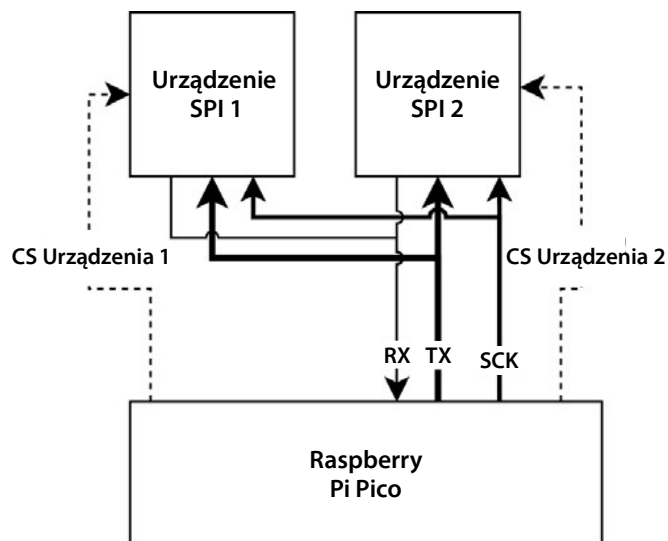 Urządzenie
SPI 1
Urządzenie
SPI 2
CS Urządzenia 1
CS Urządzenia 2
RX
TX
SCK
Raspberry
Pi Pico